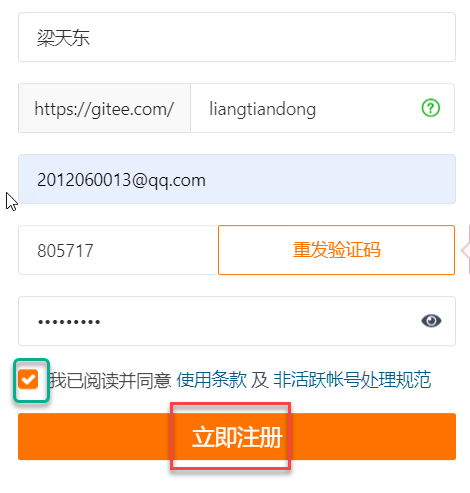 梁天东
https://gitee.com/ liangtiandong
2012060013@qq.com
805717 重发验证码
•••••••••
我已阅读并同意 使用条款 及 非活跃帐号处理规范
立即注册